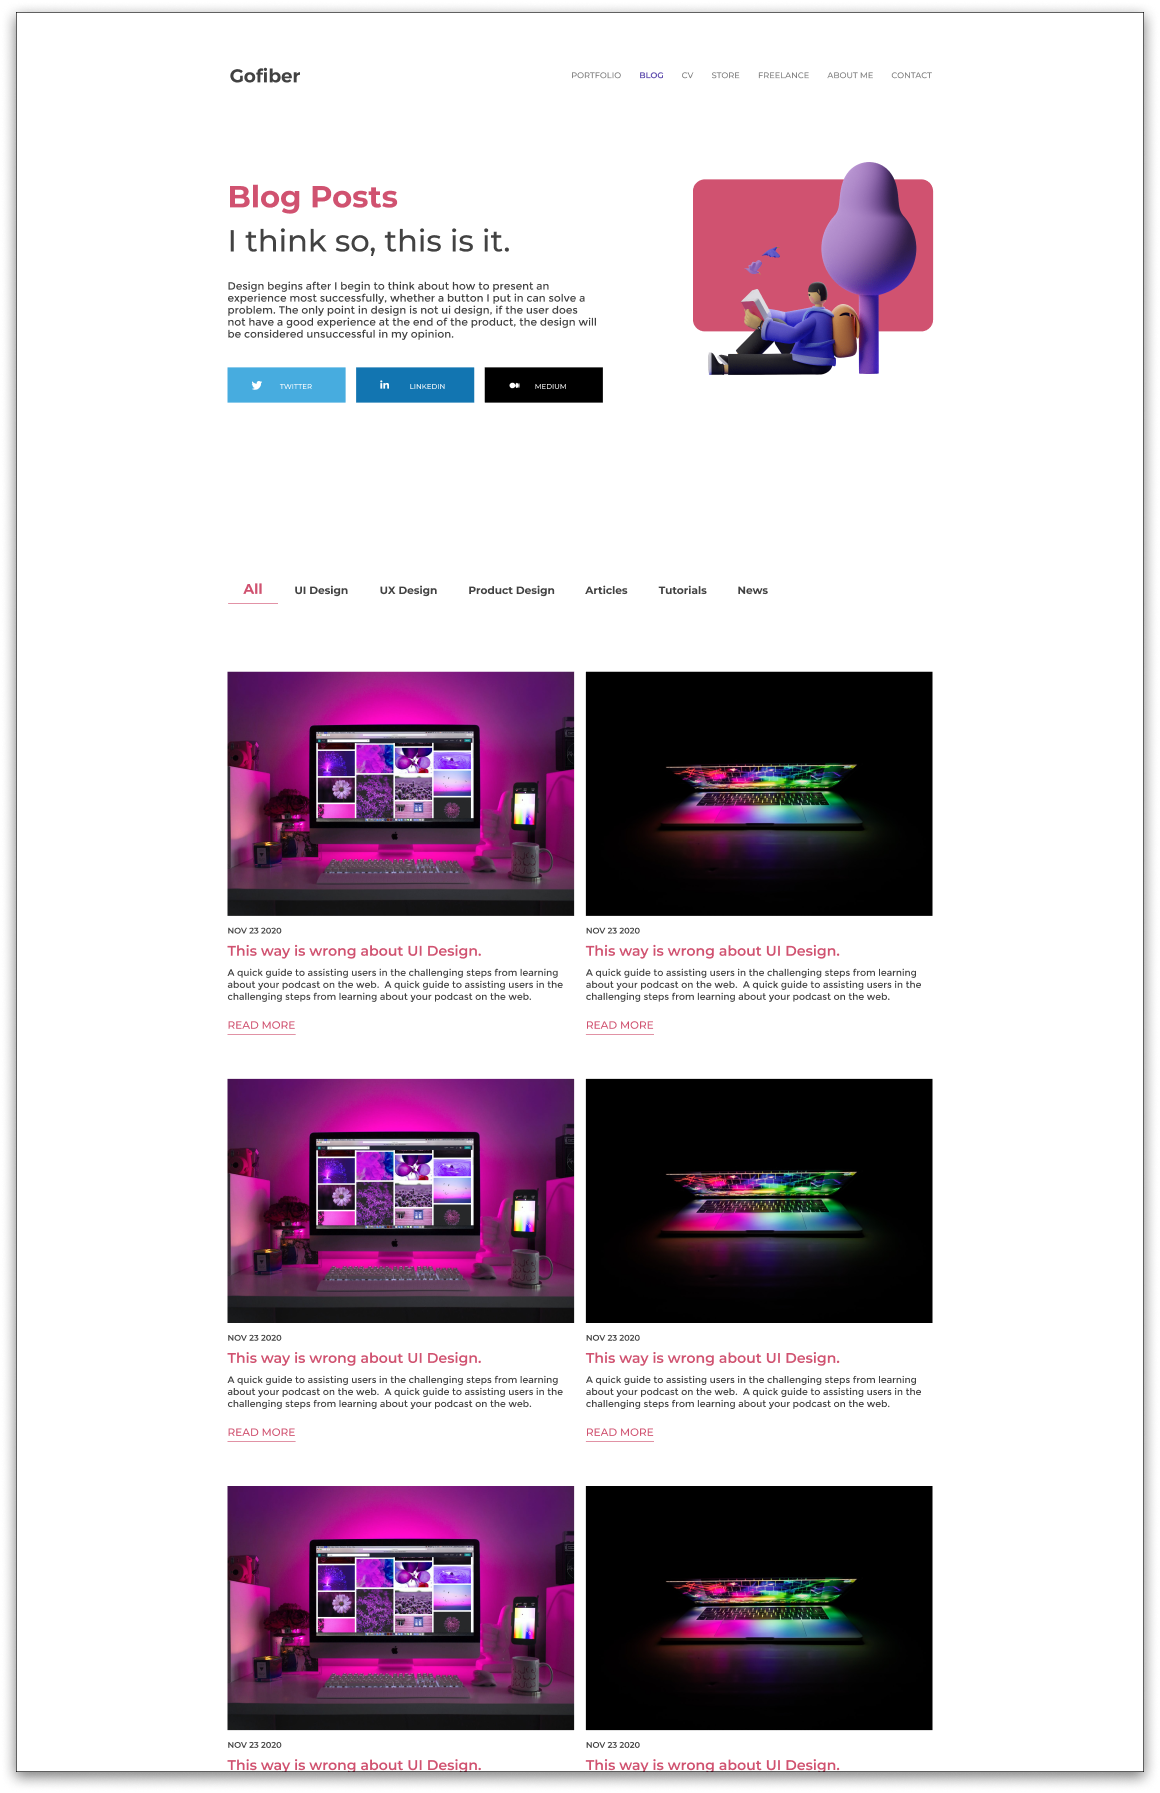 Gofiber
PORTFOLIO BLOG CV STORE FREELANCE ABOUT ME CONTACT
Blog Posts
I think so, this is it.
Design begins after I begin to think about how to present an
experience most successfully, whether a button I put in can solve a
problem. The only point in design is not ui design, if the user does
not have a good experience at the end of the product, the design will
be considered unsuccessful in my opinion.
TWITTER
LINKEDIN
MEDIUM
All UI Design UX Design Product Design Articles Tutorials News
NOV 23 2020
This way is wrong about UI Design.
A quick guide to assisting users in the challenging steps from learning
about your podcast on the web. A quick guide to assisting users in the
challenging steps from learning about your podcast on the web.
READ MORE
NOV 23 2020
This way is wrong about UI Design.
A quick guide to assisting users in the challenging steps from learning
about your podcast on the web. A quick guide to assisting users in the
challenging steps from learning about your podcast on the web.
READ MORE
NOV 23 2020
This way is wrong about UI Design.
A quick guide to assisting users in the challenging steps from learning
about your podcast on the web. A quick guide to assisting users in the
challenging steps from learning about your podcast on the web.
READ MORE
NOV 23 2020
This way is wrong about UI Design.
A quick guide to assisting users in the challenging steps from learning
about your podcast on the web. A quick guide to assisting users in the
challenging steps from learning about your podcast on the web.
READ MORE
NOV 23 2020
This way is wrong about UI Design.
NOV 23 2020
This way is wrong about UI Design.